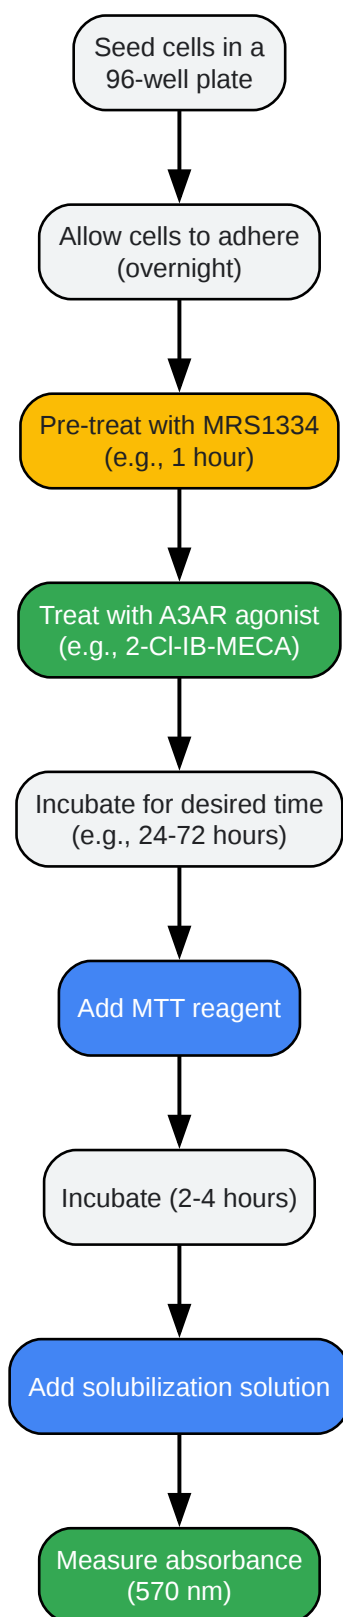 Seed cells in a
96-well plate
Allow cells to adhere
(overnight)
Pre-treat with MRS1334
(e.g., 1 hour)
Treat with A3AR agonist
(e.g., 2-Cl-IB-MECA)
Incubate for desired time
(e.g., 24-72 hours)
Add MTT reagent
Incubate (2-4 hours)
Add solubilization solution
Measure absorbance
(570 nm)